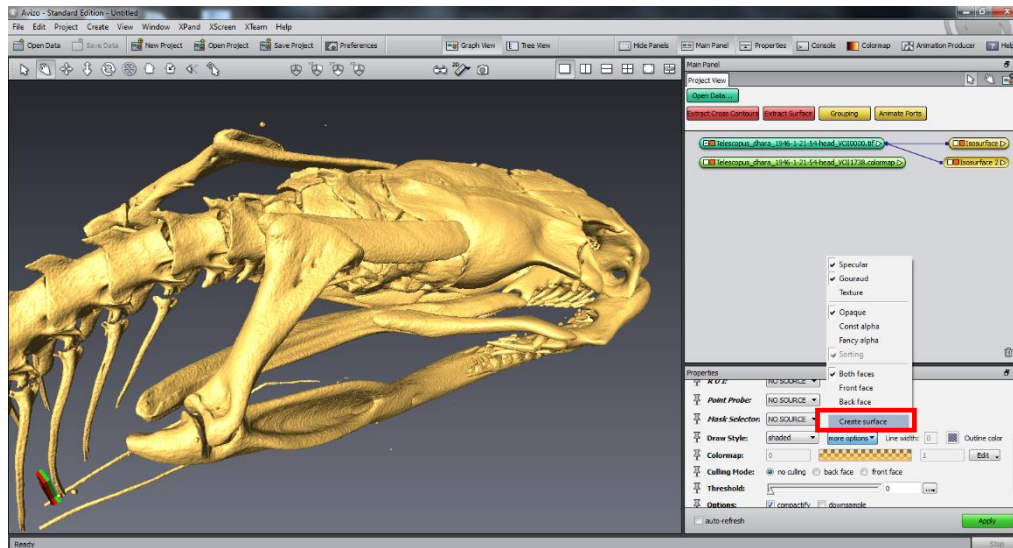 Avizo - Standard Edition - Untitled
File Edit Project Create View Window XPand XScreen XTeam Help
Open Data Save Data New Project Open Project Save Project Preferences Graph View Tree View Hide Panels Main Panel Properties Console Colormap Animation Producer Help
2D
Main Panel
Project View
Open Data...
Extract Cross Contours Extract Surface Grouping Animate Ports
Telescopus_dhara_1946-1-21-54-head_VOI0000.tif Isosurface
Telescopus_dhara_1946-1-21-54-head_VOI1738.colormap Isosurface 2
Specular
Gouraud
Texture
Opaque
Const alpha
Fancy alpha
Sorting
Both faces
Front face
Back face
Create surface
Properties
ROI: NO SOURCE
Point Probe: NO SOURCE
Mask Selector: NO SOURCE
Draw Style: shaded more options Line width: 0 Outline color
Colormap: 0 1 Edit
Culling Mode: no culling back face front face
Threshold: 0 ...
Options: compactify downsample
auto-refresh Apply
Ready Stop